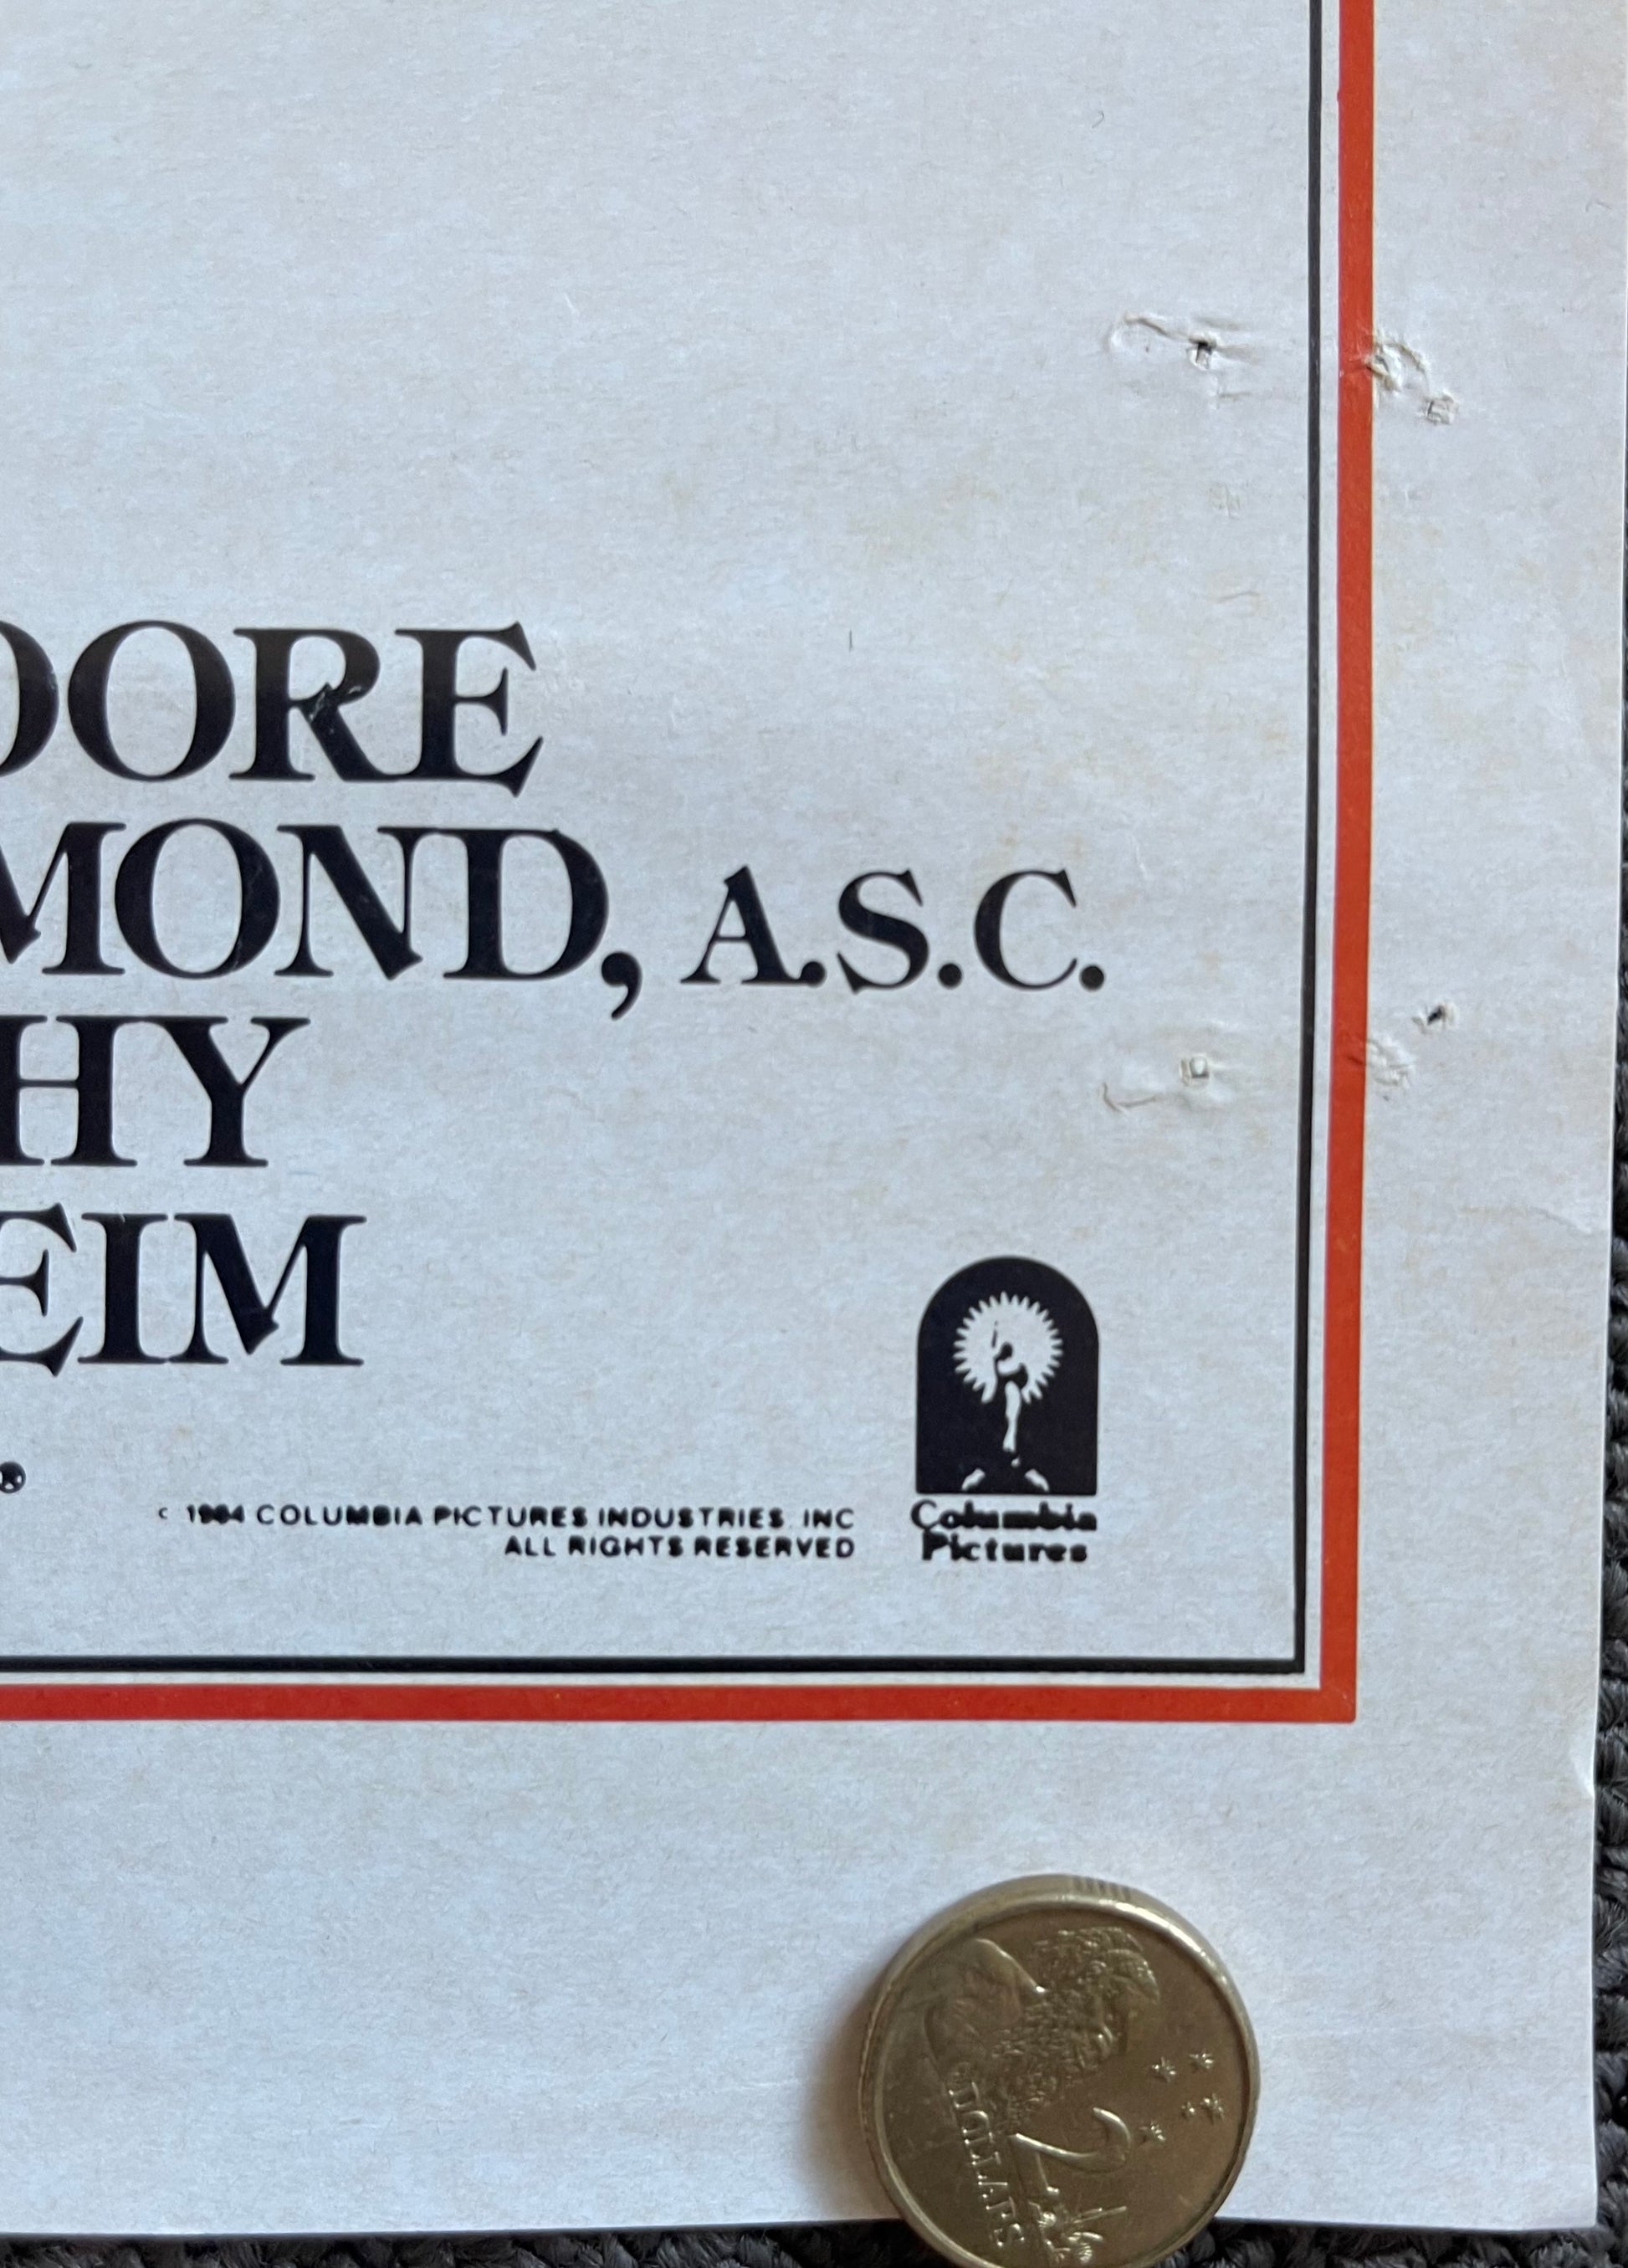 OORE
MOND, A.S.C.
HY
EIM
®
c 1984 COLUMBIA PICTURES INDUSTRIES. INC
ALL RIGHTS RESERVED
Columbia
Pictures
2
DOLLARS